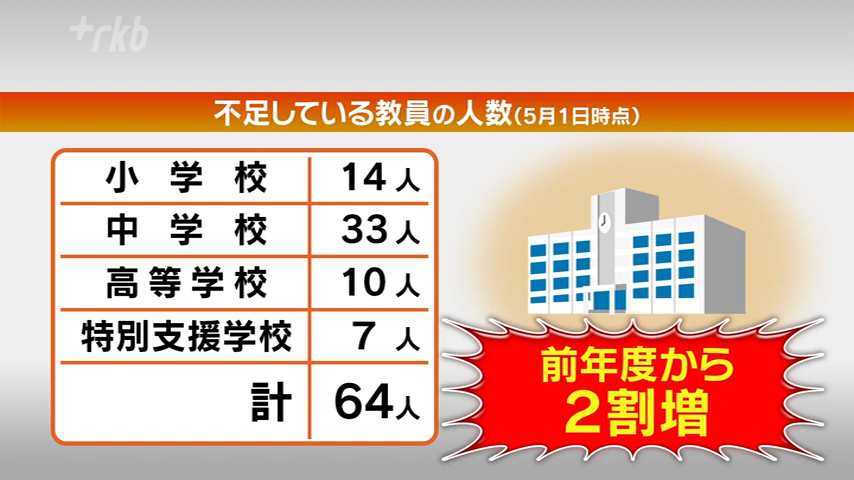 +rkb
不足している教員の人数(5月1日時点)
小学校 14人
中学校 33人
高等学校 10人
特別支援学校 7人
計 64人
前年度から
2割増